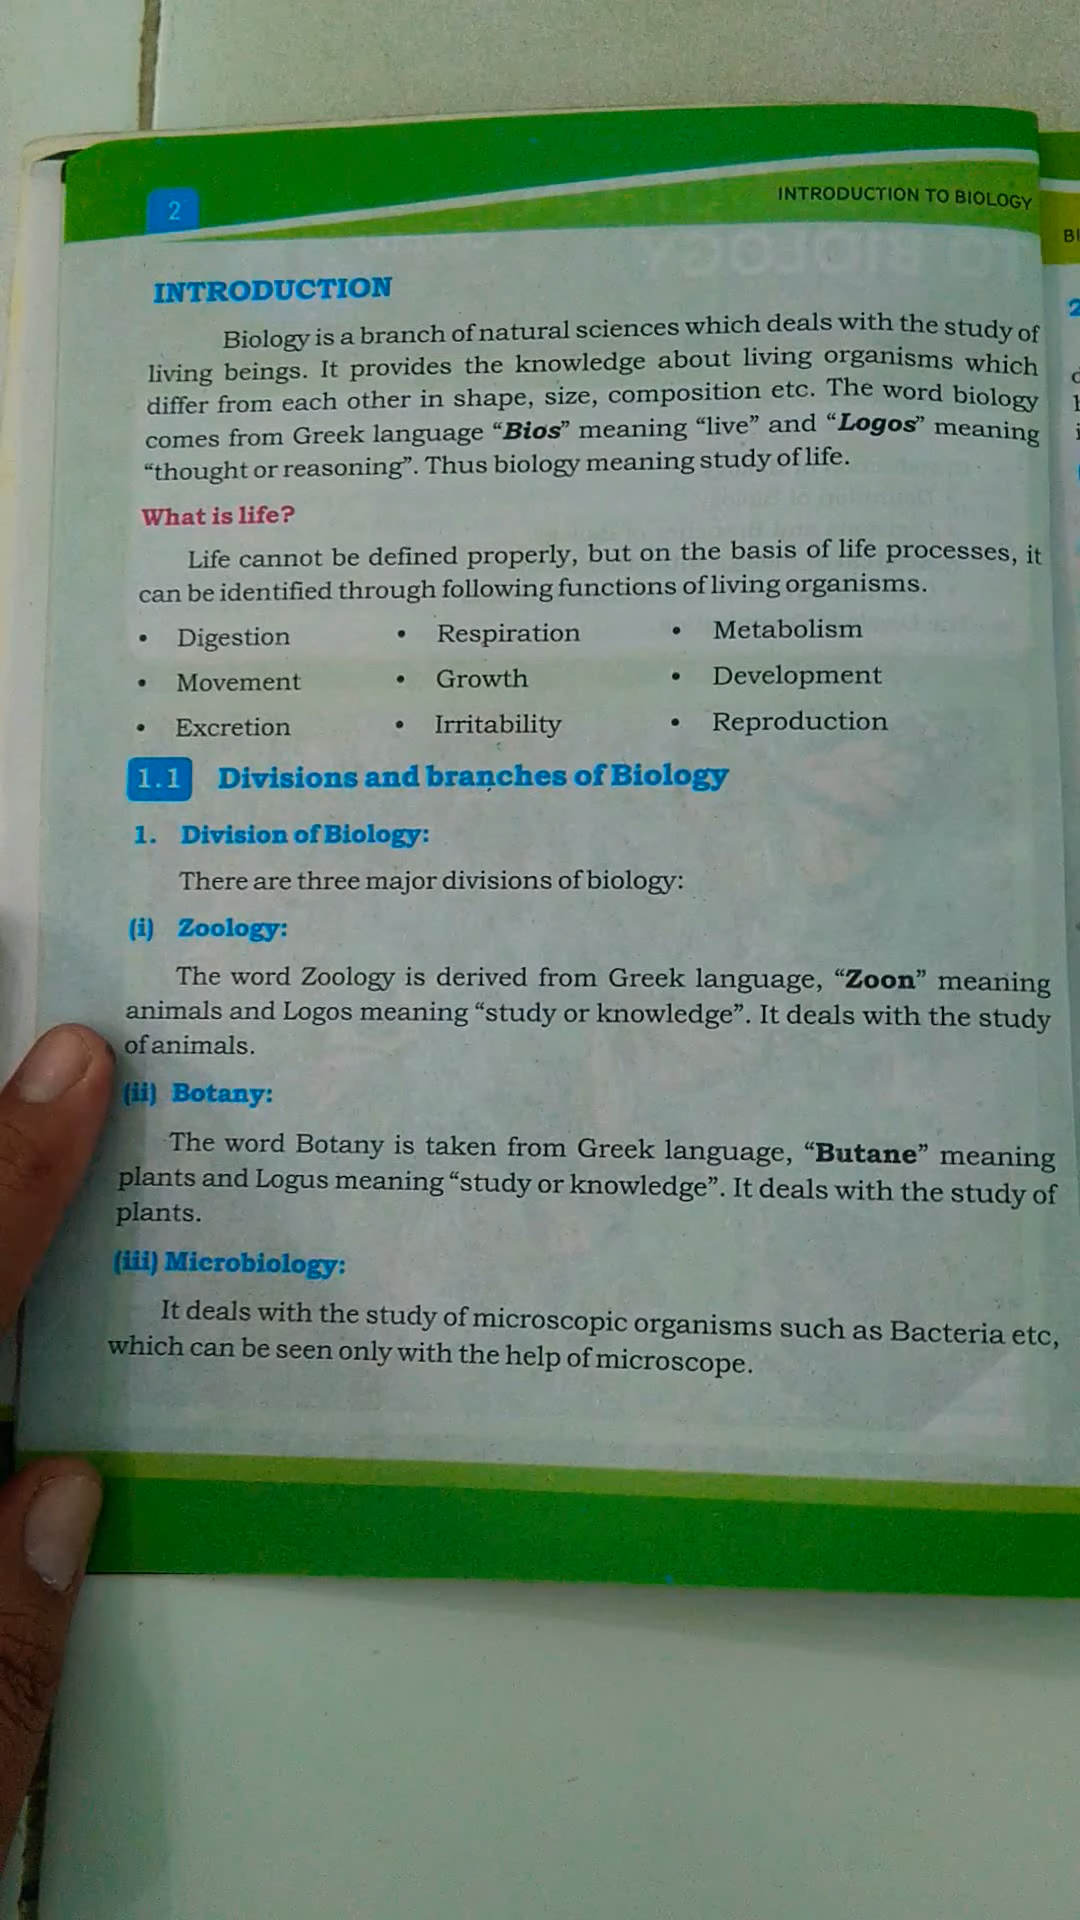 2
INTRODUCTION TO BIOLOGY
INTRODUCTION
Biology is a branch of natural sciences which deals with the study of
living beings. It provides the knowledge about living organisms which
differ from each other in shape, size, composition etc. The word biology
comes from Greek language “Bios” meaning “live” and “Logos” meaning
“thought or reasoning”. Thus biology meaning study of life.
What is life?
Life cannot be defined properly, but on the basis of life processes, it
can be identified through following functions of living organisms.
• Digestion • Respiration • Metabolism
• Movement • Growth • Development
• Excretion • Irritability • Reproduction
1.1 Divisions and branches of Biology
1. Division of Biology:
There are three major divisions of biology:
(i) Zoology:
The word Zoology is derived from Greek language, “Zoon” meaning
animals and Logos meaning “study or knowledge”. It deals with the study
of animals.
(ii) Botany:
The word Botany is taken from Greek language, “Butane” meaning
plants and Logus meaning “study or knowledge”. It deals with the study of
plants.
(iii) Microbiology:
It deals with the study of microscopic organisms such as Bacteria etc,
which can be seen only with the help of microscope.